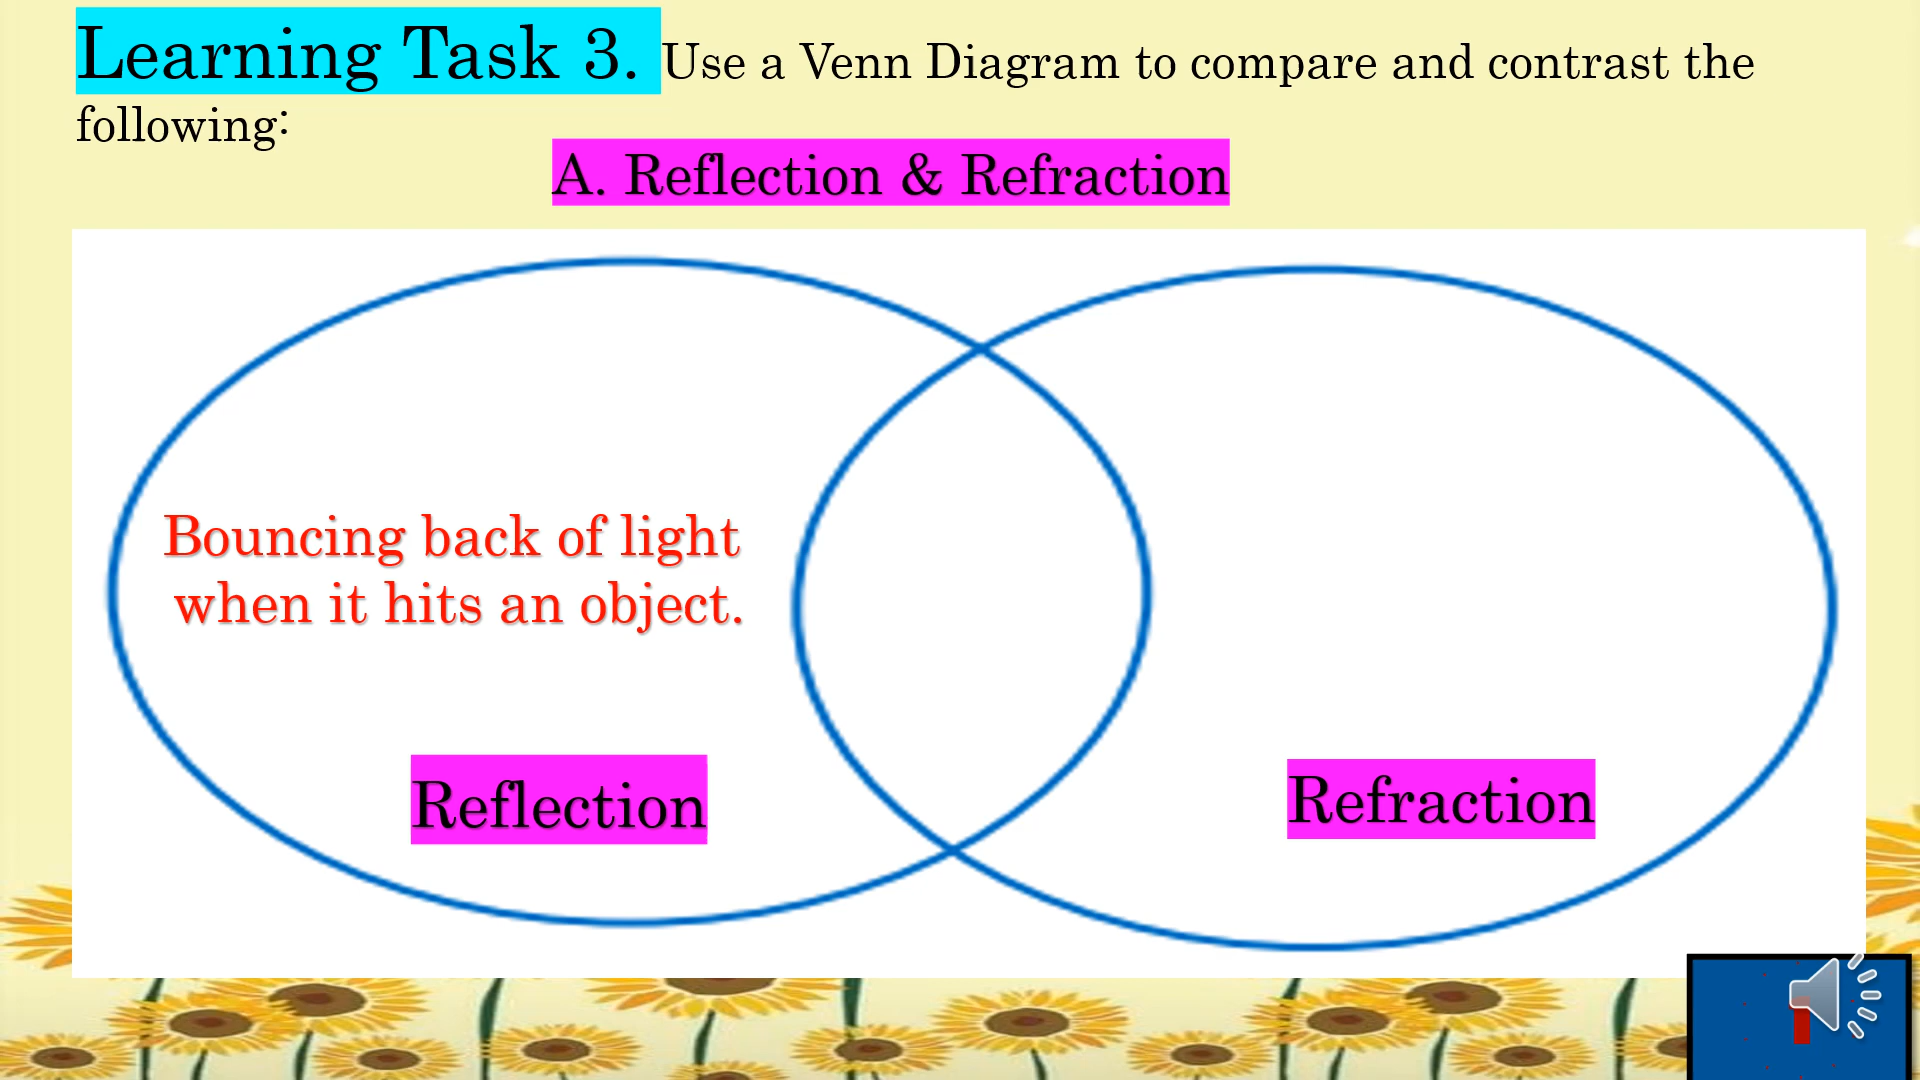 Learning Task 3. Use a Venn Diagram to compare and contrast the
following:
A. Reflection & Refraction
Bouncing back of light
when it hits an object.
Reflection
Refraction